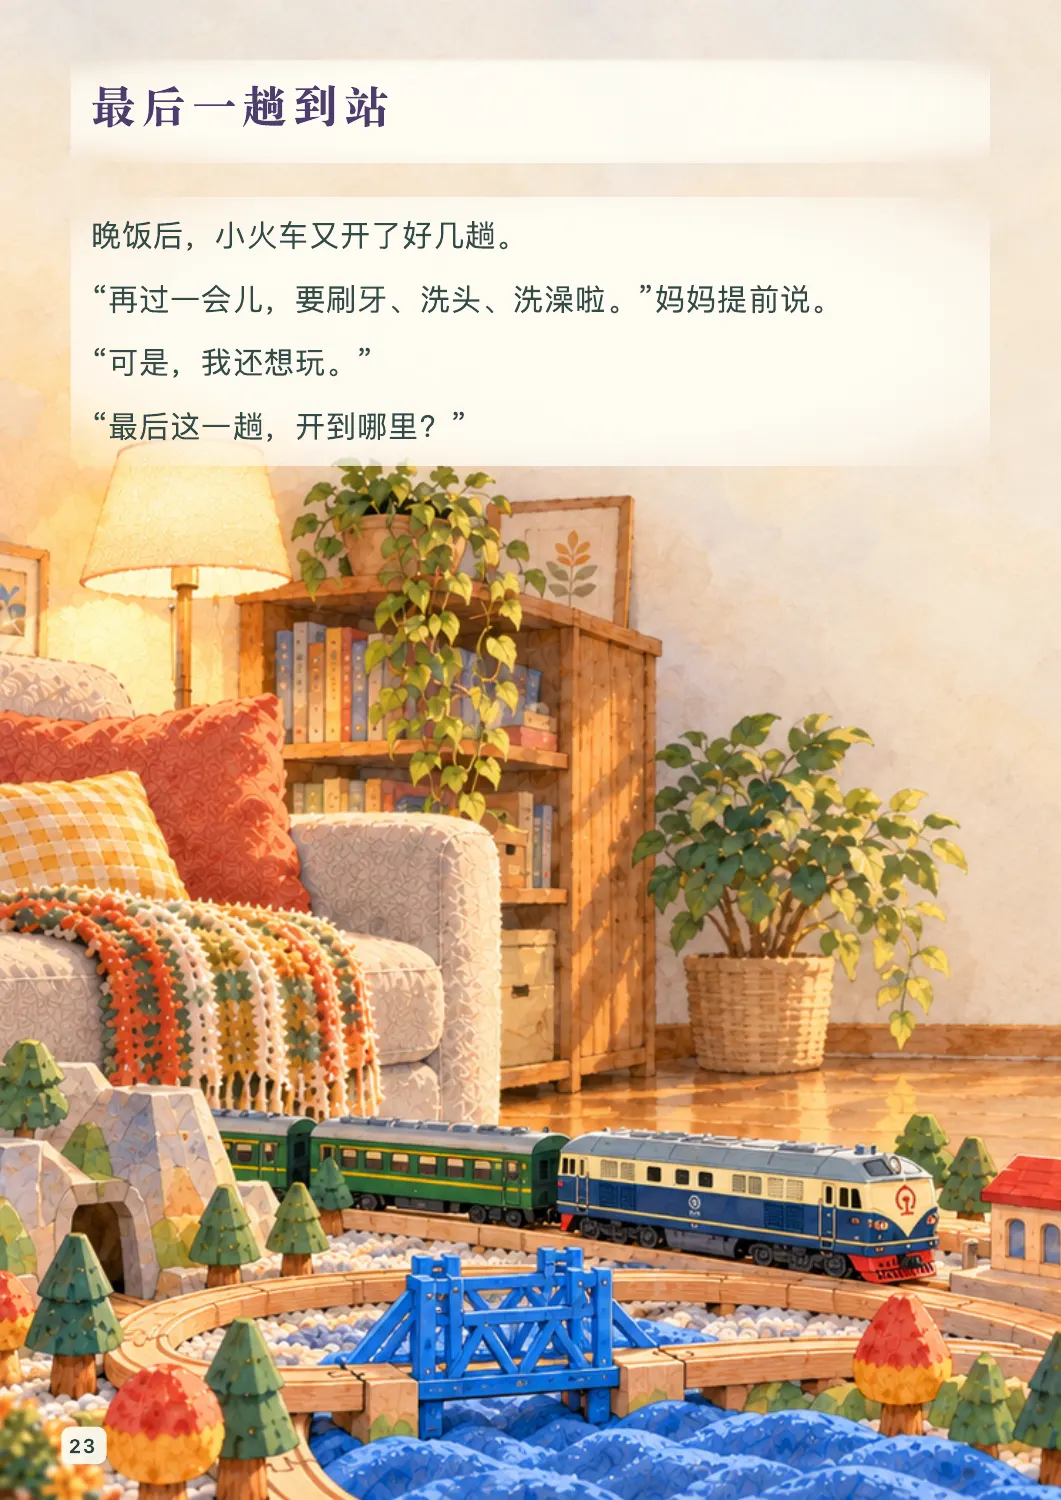 最后一趟到站
晚饭后，小火车又开了好几趟。
“再过一会儿，要刷牙、洗头、洗澡啦。”妈妈提前说。
“可是，我还想玩。”
“最后这一趟，开到哪里？”
23